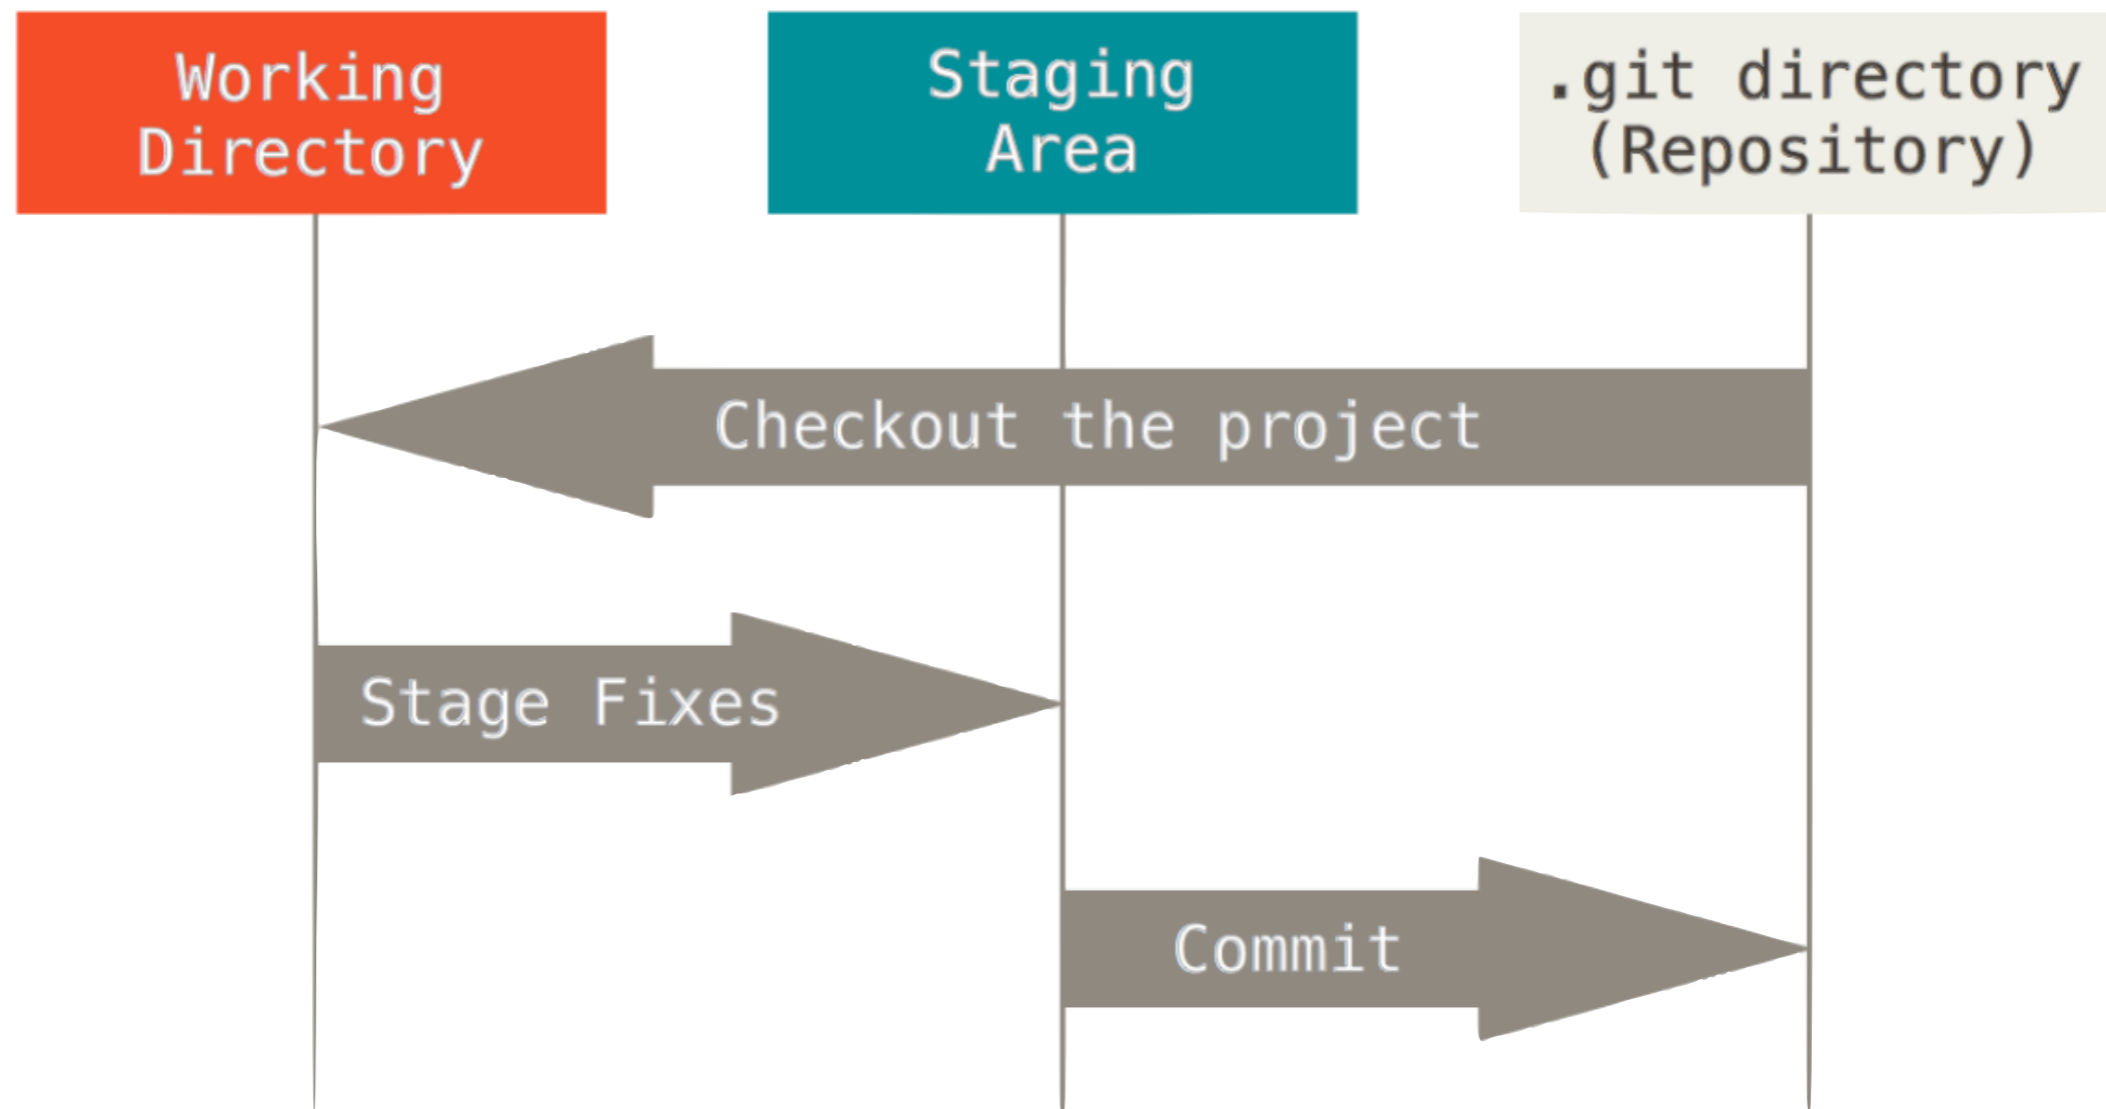 Working
Directory
Staging
Area
.git directory
(Repository)
Checkout the project
Stage Fixes
Commit